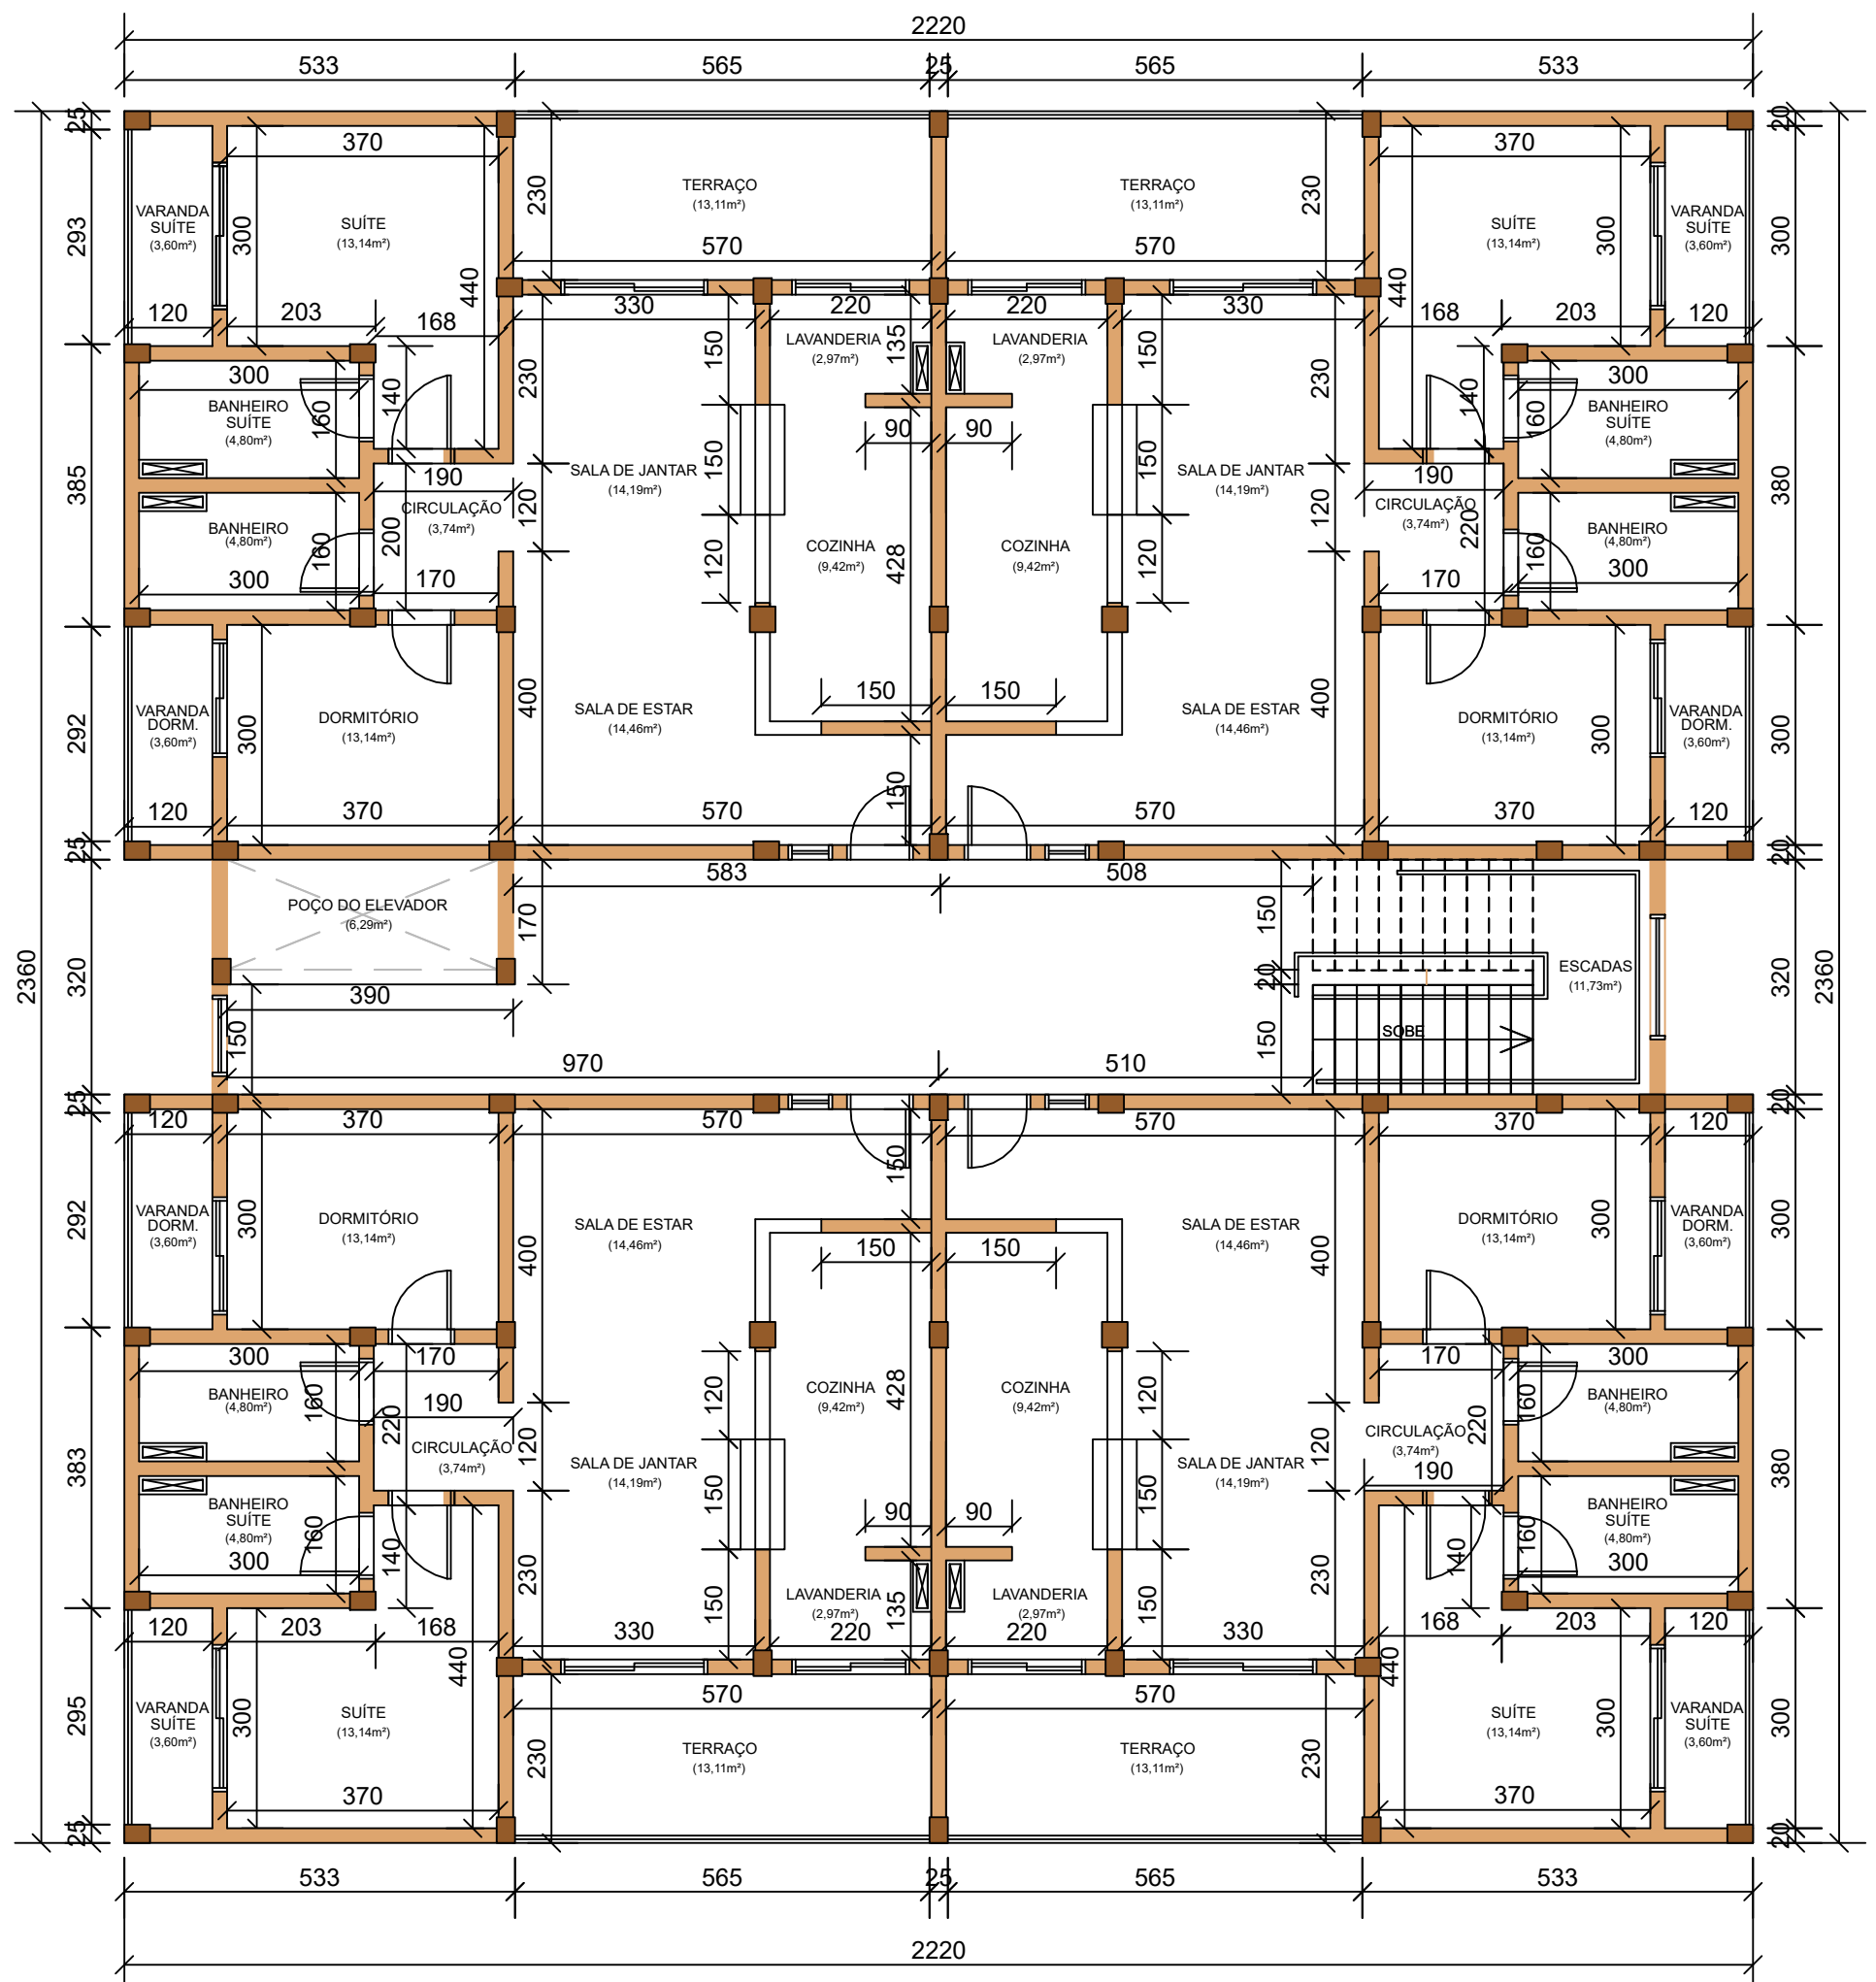 2220
533 565 25 565 533
25 20
370 370
TERRAÇO TERRAÇO
(13,11m²) (13,11m²)
230 230
VARANDA SUÍTE SUÍTE VARANDA
SUÍTE (13,14m²) (13,14m²) SUÍTE
(3,60m²) (3,60m²)
293 300 300 300
570 570
440 440
120 203 168 330 220 220 330 168 203 120
LAVANDERIA LAVANDERIA
(2,97m²) (2,97m²)
150 135 150
230 230
300 140 140 300
BANHEIRO BANHEIRO
SUÍTE SUÍTE
(4,80m²) (4,80m²)
160 160
90 90
385 190 150 150 190 380
SALA DE JANTAR SALA DE JANTAR
(14,19m²) (14,19m²)
CIRCULAÇÃO CIRCULAÇÃO
(3,74m²) (3,74m²)
120 120
BANHEIRO BANHEIRO
(4,80m²) (4,80m²)
160 200 220 160
COZINHA COZINHA
(9,42m²) (9,42m²)
120 428 120
300 170 170 300
400 400
150 150
VARANDA DORMITÓRIO SALA DE ESTAR SALA DE ESTAR DORMITÓRIO VARANDA
DORM. (13,14m²) (14,46m²) (14,46m²) (13,14m²) DORM.
(3,60m²) (3,60m²)
292 300 300 300
150
120 370 570 570 370 120
25 20
583 508
POÇO DO ELEVADOR
(6,29m²)
170 150
ESCADAS
(11,73m²)
2360 320 390 20 320 2360
150 150
SOBE
970 510
25 20
120 370 570 570 370 120
150
VARANDA DORMITÓRIO SALA DE ESTAR SALA DE ESTAR DORMITÓRIO VARANDA
DORM. (13,14m²) (14,46m²) (14,46m²) (13,14m²) DORM.
(3,60m²) (3,60m²)
292 300 300 300
400 150 150 400
300 170 170 300
BANHEIRO COZINHA COZINHA BANHEIRO
(4,80m²) (9,42m²) (9,42m²) (4,80m²)
160 120 428 120 160
190 220 220
CIRCULAÇÃO CIRCULAÇÃO
(3,74m²) (3,74m²)
120 120
383 SALA DE JANTAR SALA DE JANTAR 190 380
(14,19m²) (14,19m²)
150 150
BANHEIRO BANHEIRO
SUÍTE SUÍTE
(4,80m²) (4,80m²)
160 90 90 160
300 140 140 300
230 230
LAVANDERIA LAVANDERIA
(2,97m²) (2,97m²)
150 135 150
120 203 168 330 220 220 330 168 203 120
440 440
570 570
VARANDA SUÍTE SUÍTE VARANDA
SUÍTE (13,14m²) (13,14m²) SUÍTE
(3,60m²) (3,60m²)
295 300 300 300
TERRAÇO TERRAÇO
(13,11m²) (13,11m²)
230 230
370 370
25 20
533 565 25 565 533
2220